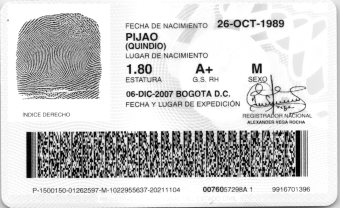 FECHA DE NACIMIENTO 26-OCT-1989
PIJAO
(QUINDIO)
LUGAR DE NACIMIENTO
1.80 A+ M
ESTATURA G.S. RH SEXO
06-DIC-2007 BOGOTA D.C.
FECHA Y LUGAR DE EXPEDICIÓN
INDICE DERECHO
REGISTRADOR NACIONAL
ALEXANDER VEGA ROCHA
P-1500150-01262597-M-1022955637-20211104 0076057298A 1 9916701396